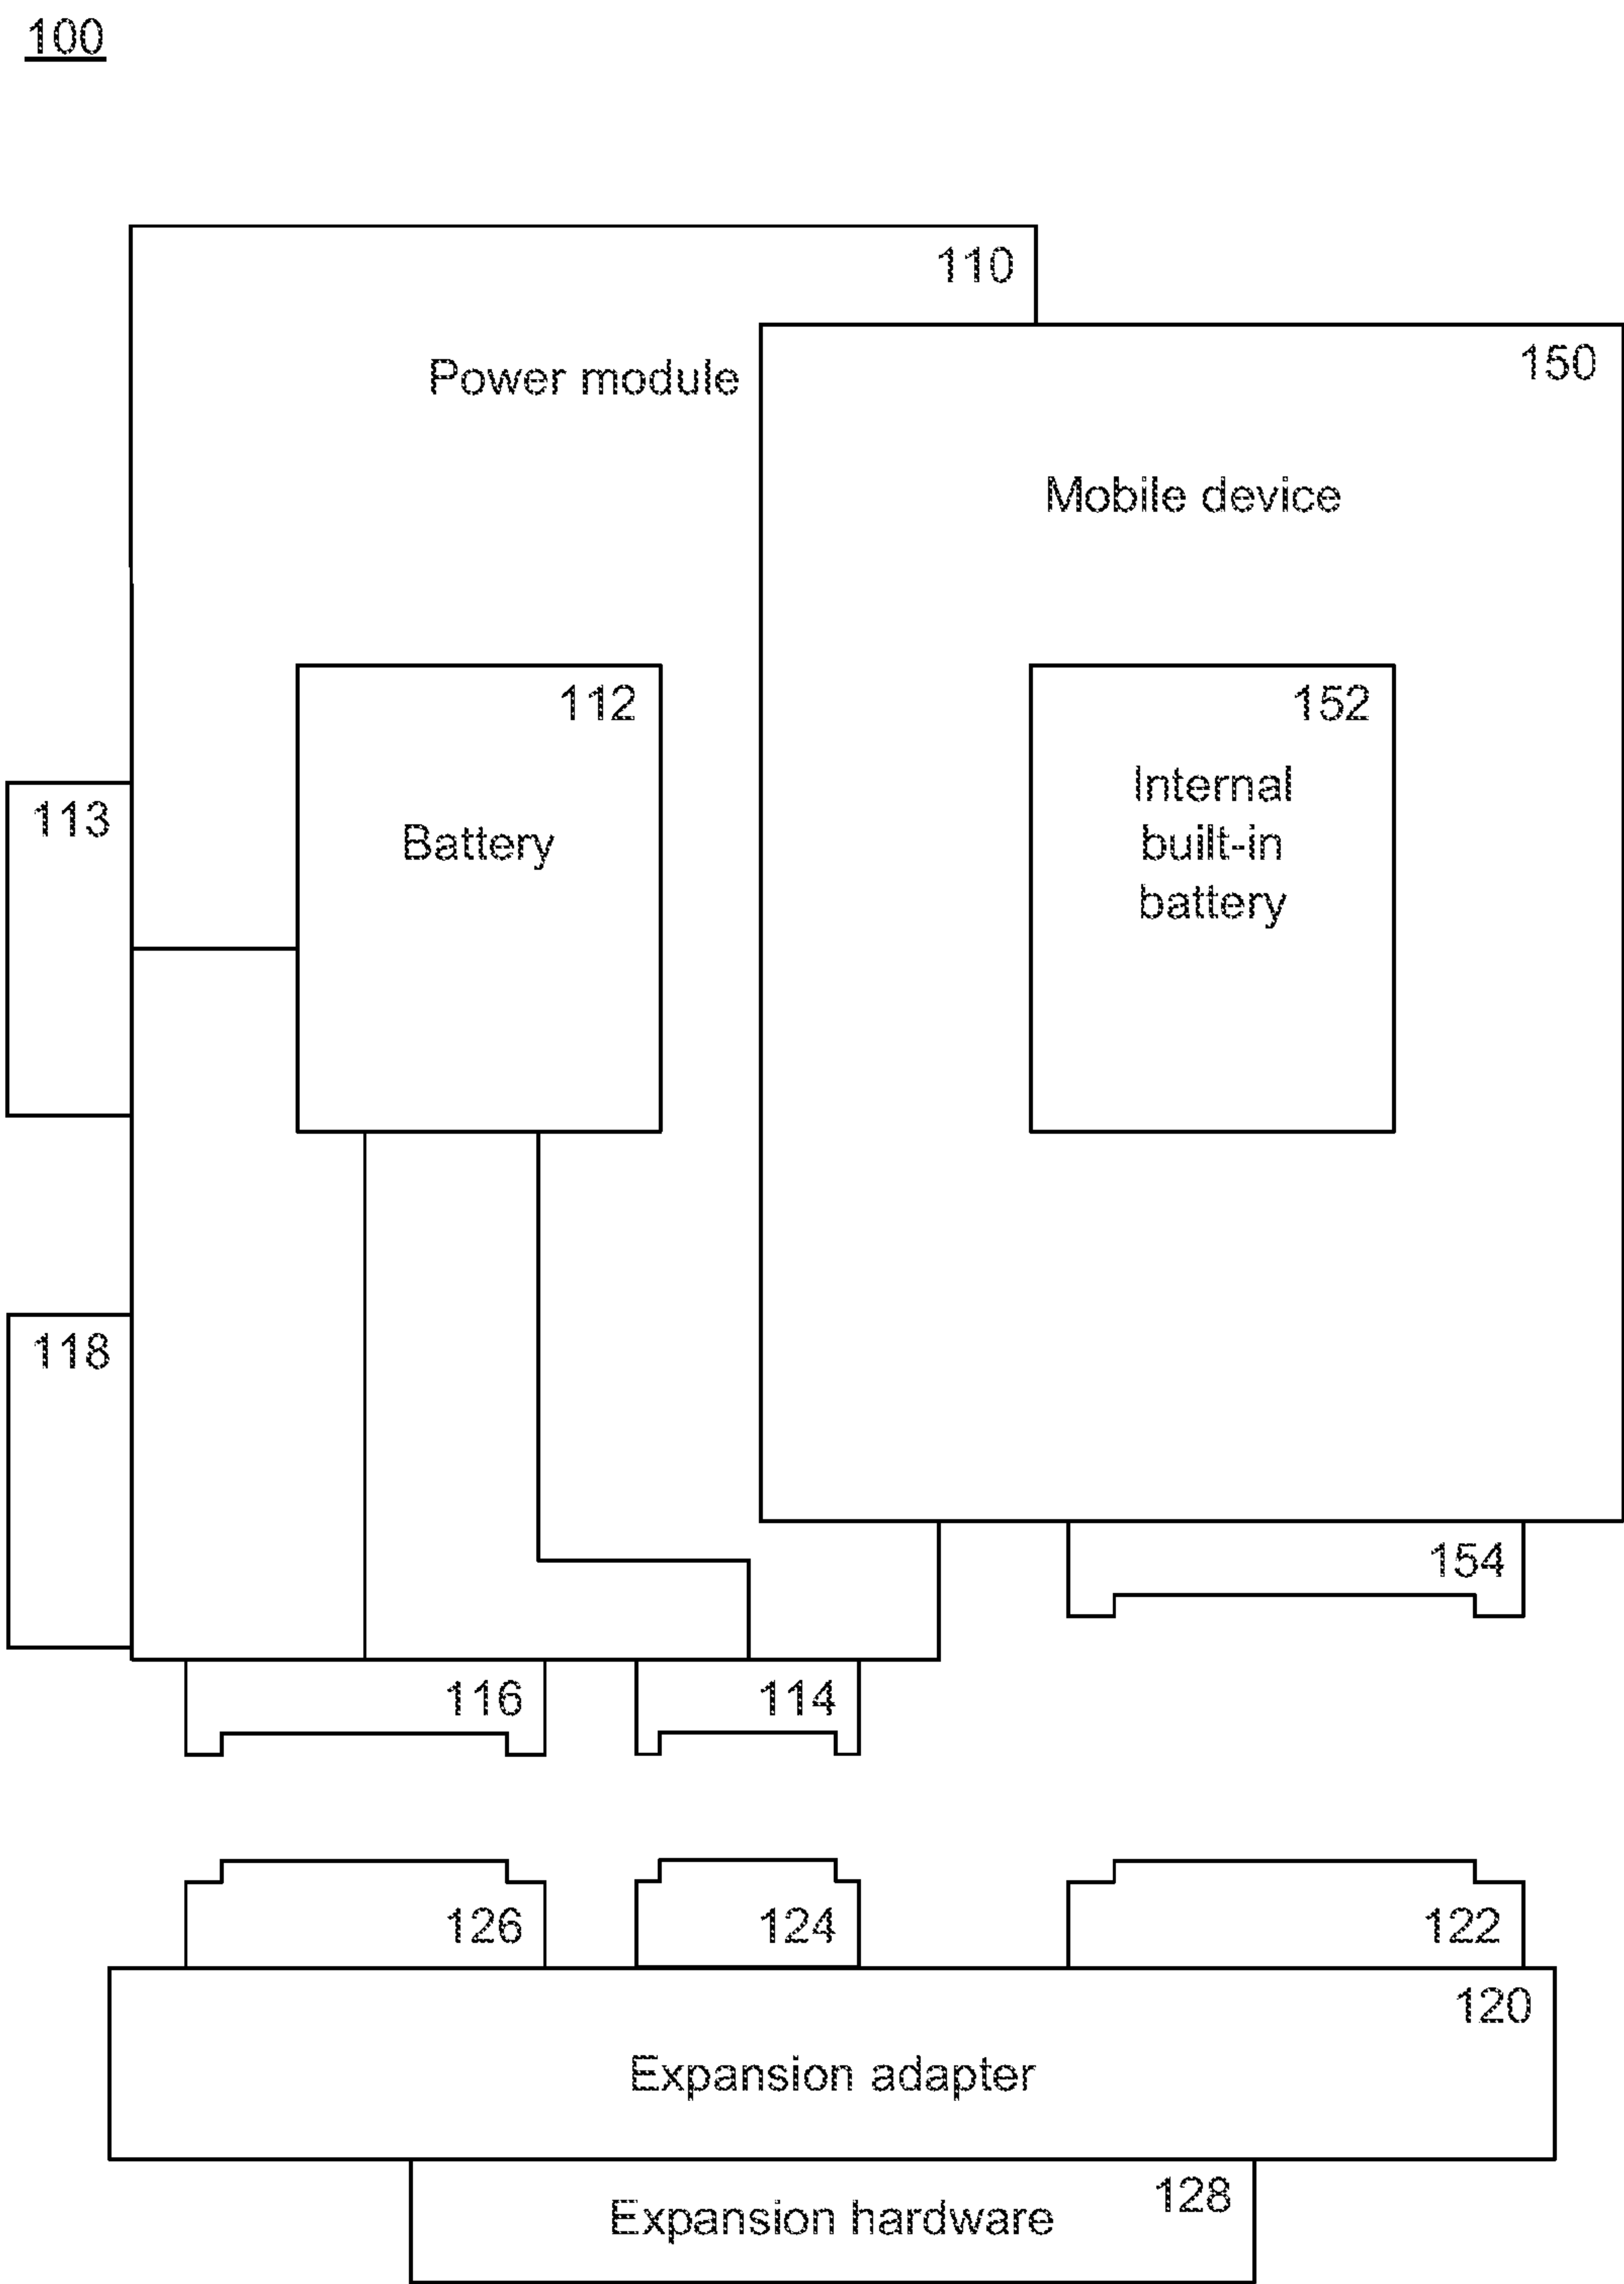 100
110
Power module
150
Mobile device
112
152
Battery
Internal
built-in
battery
113
118
154
116
114
126
124
122
120
Expansion adapter
128
Expansion hardware